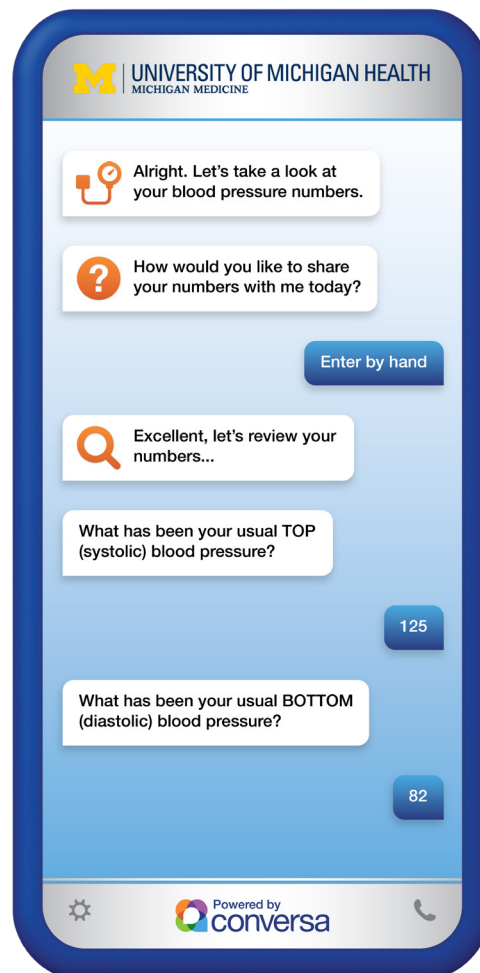 M | UNIVERSITY OF MICHIGAN HEALTH
MICHIGAN MEDICINE
Alright. Let's take a look at
your blood pressure numbers.
?
How would you like to share
your numbers with me today?
Enter by hand
Excellent, let's review your
numbers...
What has been your usual TOP
(systolic) blood pressure?
125
What has been your usual BOTTOM
(diastolic) blood pressure?
82
Powered by
conversa